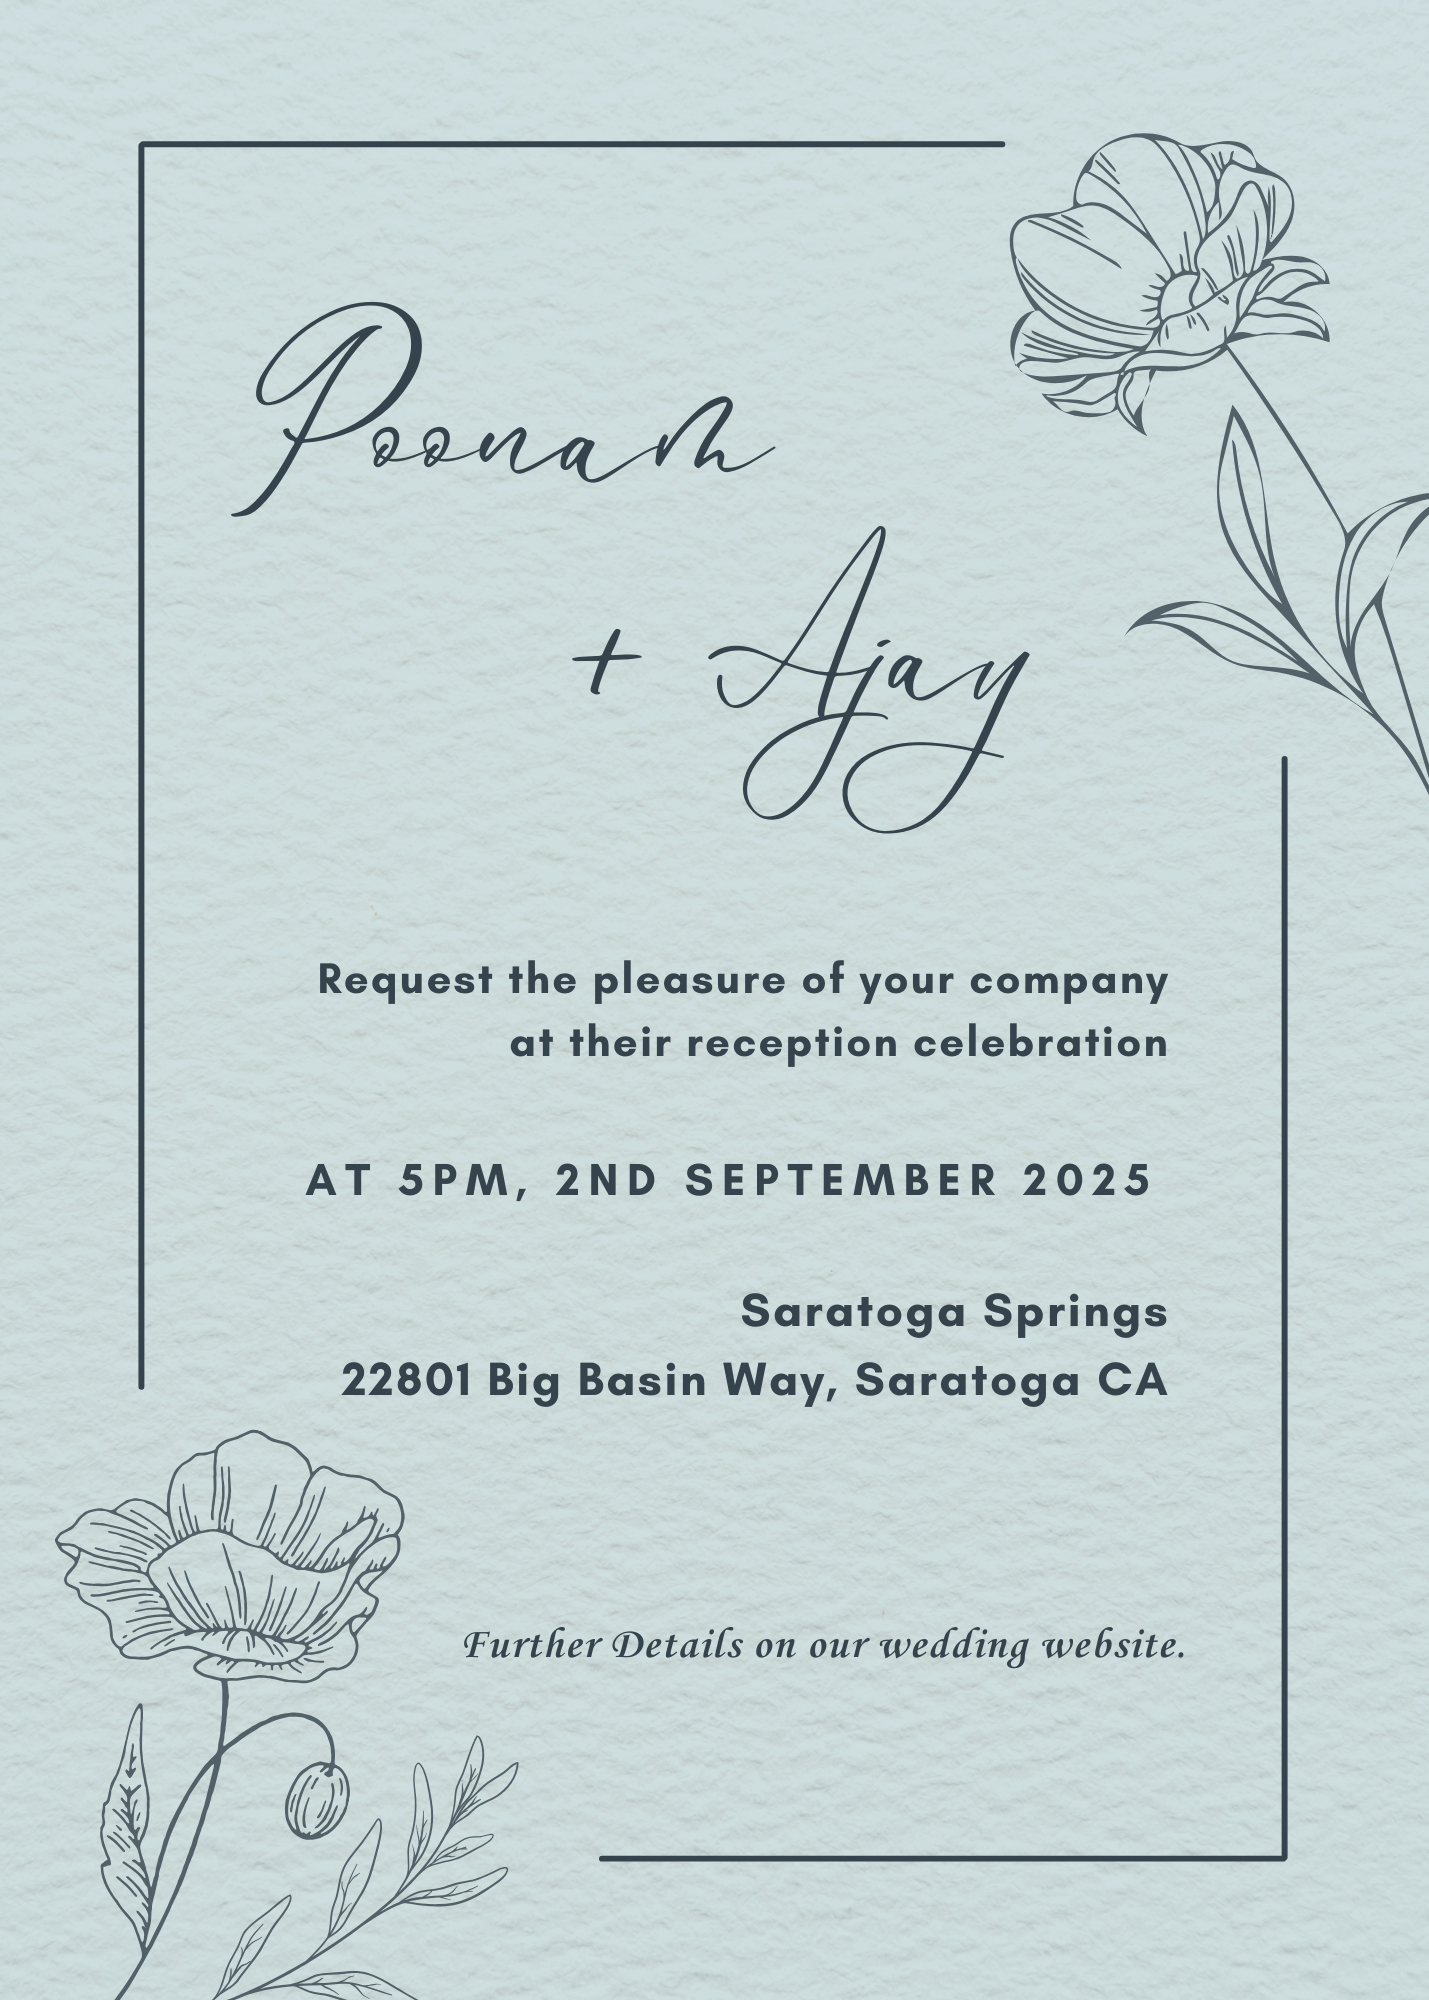 Poonam
+ Ajay
Request the pleasure of your company
at their reception celebration
AT 5PM, 2ND SEPTEMBER 2025
Saratoga Springs
22801 Big Basin Way, Saratoga CA
Further Details on our wedding website.